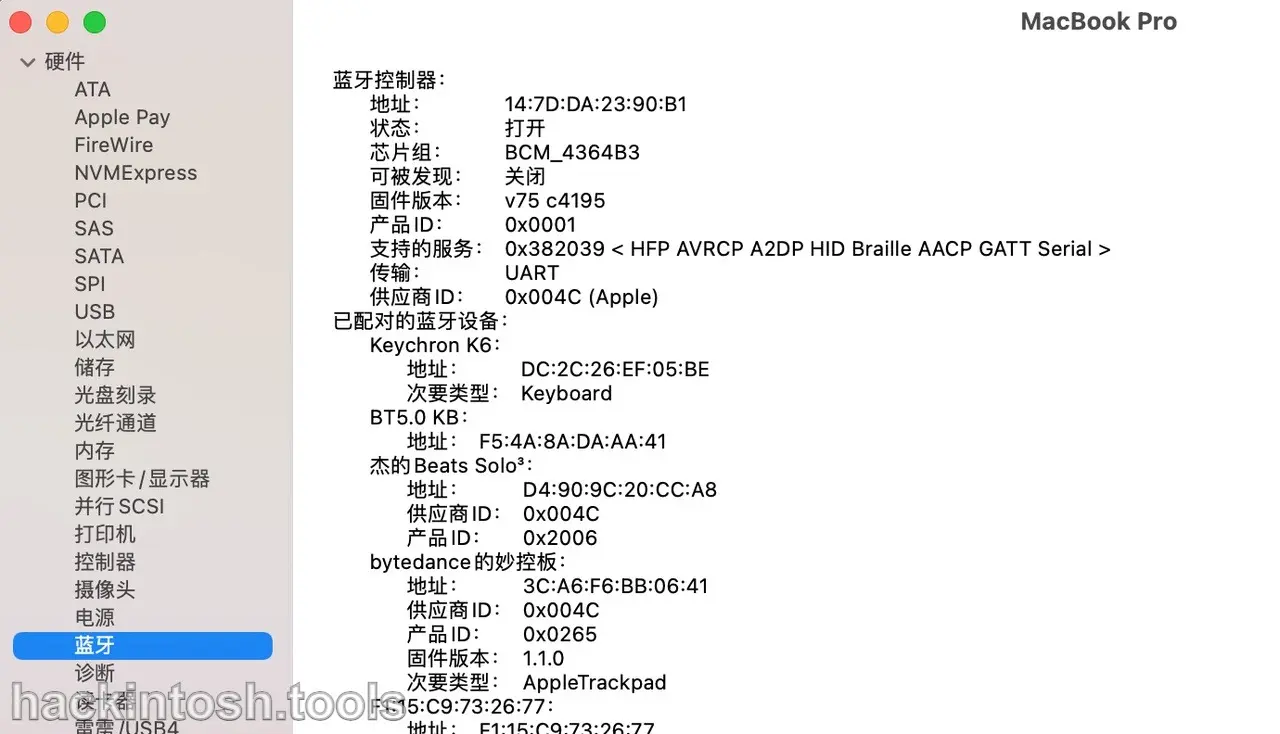 MacBook Pro
硬件
ATA
Apple Pay
FireWire
NVMExpress
PCI
SAS
SATA
SPI
USB
以太网
储存
光盘刻录
光纤通道
内存
图形卡/显示器
并行SCSI
打印机
控制器
摄像头
电源
蓝牙
诊断
读卡器
雷雳/USB4
蓝牙控制器:
地址: 14:7D:DA:23:90:B1
状态: 打开
芯片组: BCM_4364B3
可被发现: 关闭
固件版本: v75 c4195
产品ID: 0x0001
支持的服务: 0x382039 < HFP AVRCP A2DP HID Braille AACP GATT Serial >
传输: UART
供应商ID: 0x004C (Apple)
已配对的蓝牙设备:
Keychron K6:
地址: DC:2C:26:EF:05:BE
次要类型: Keyboard
BT5.0 KB:
地址: F5:4A:8A:DA:AA:41
杰的Beats Solo³:
地址: D4:90:9C:20:CC:A8
供应商ID: 0x004C
产品ID: 0x2006
bytedance的妙控板:
地址: 3C:A6:F6:BB:06:41
供应商ID: 0x004C
产品ID: 0x0265
固件版本: 1.1.0
次要类型: AppleTrackpad
F1:15:C9:73:26:77:
地址: F1:15:C9:73:26:77
hackintosh.tools